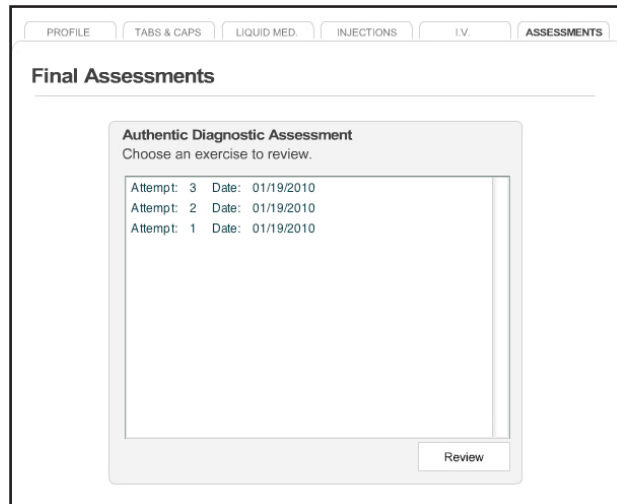 PROFILE TABS & CAPS LIQUID MED. INJECTIONS I.V. ASSESSMENTS
Final Assessments
Authentic Diagnostic Assessment
Choose an exercise to review.
Attempt: 3 Date: 01/19/2010
Attempt: 2 Date: 01/19/2010
Attempt: 1 Date: 01/19/2010
Review